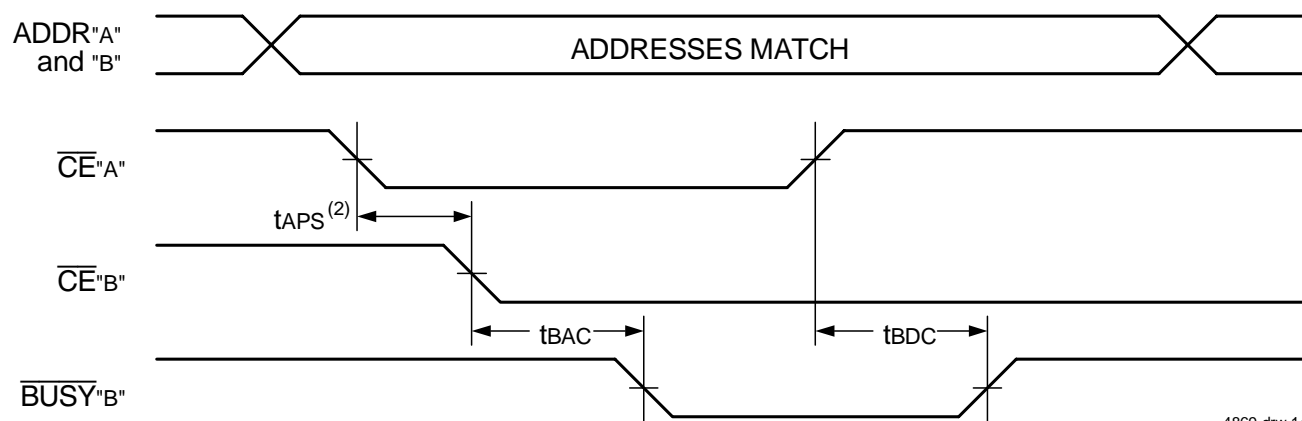 ADDR"A"
and "B"
ADDRESSES MATCH
CE"A"
tAPS(2)
CE"B"
tBAC
tBDC
BUSY"B"